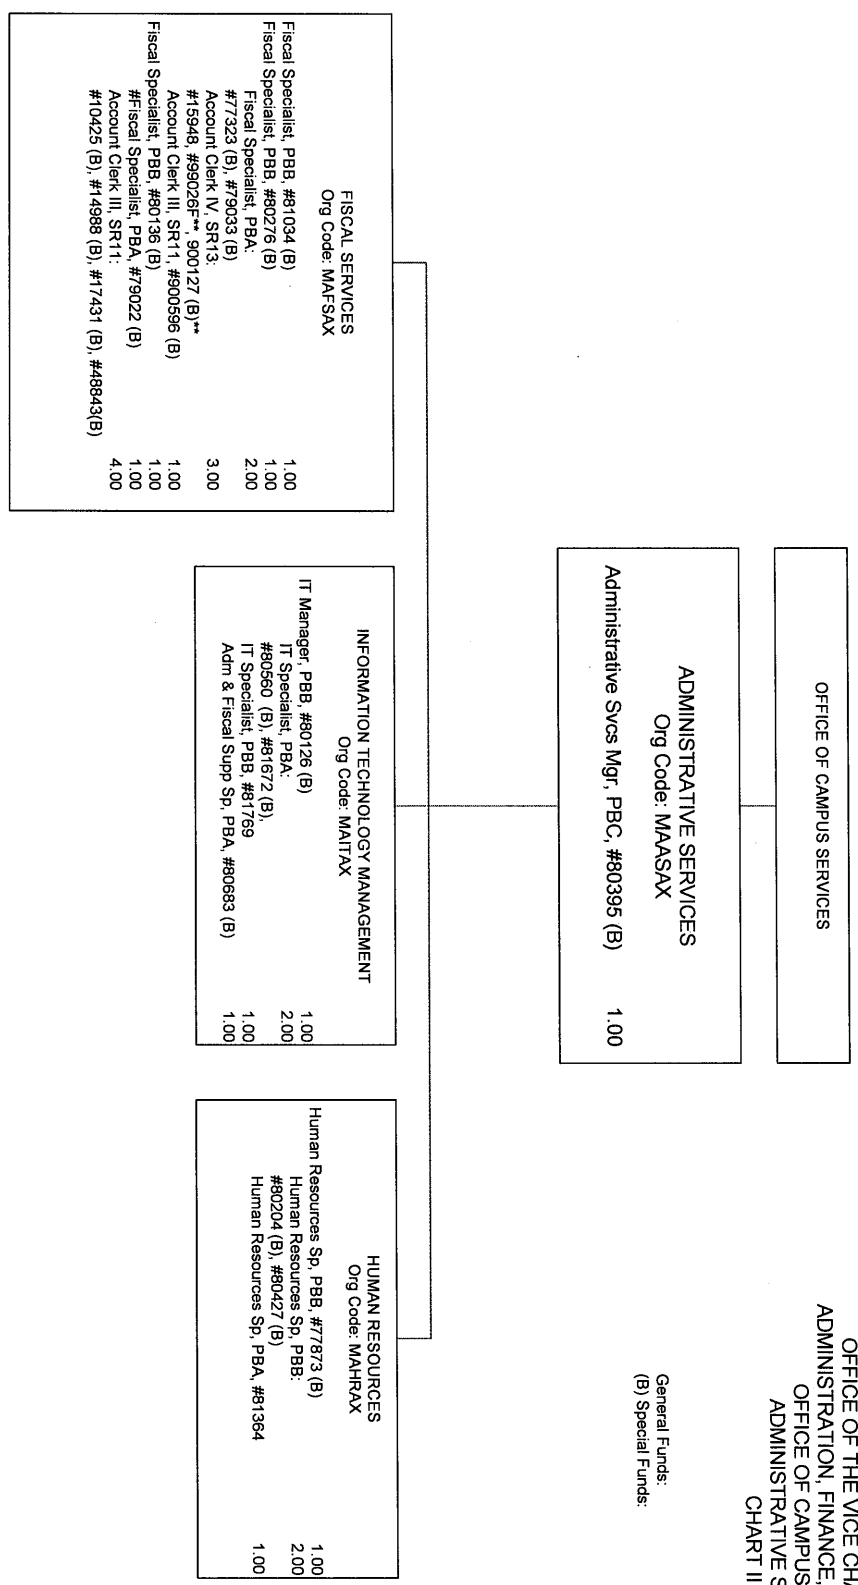 OFFICE OF THE VICE
ADMINISTRATION, FINANCE,
OFFICE OF CAMPUS
ADMINISTRATIVE
CHART II
General Funds:
(B) Special Funds:
OFFICE OF CAMPUS SERVICES
ADMINISTRATIVE SERVICES
Org Code: MAASAX
Administrative Svcs Mgr, PBC, #80395 (B) 1.00
FISCAL SERVICES
Org Code: MAFSAX
Fiscal Specialist, PBB, #81034 (B) 1.00
Fiscal Specialist, PBB, #80276 (B) 1.00
Fiscal Specialist, PBA: 2.00
#77323 (B), #79033 (B)
Account Clerk IV, SR13: 3.00
#15948, #99026F**, 900127 (B)**
Account Clerk III, SR11, #900596 (B) 1.00
Fiscal Specialist, PBB, #80136 (B) 1.00
#Fiscal Specialist, PBA, #79022 (B) 1.00
Account Clerk III, SR11: 4.00
#10425 (B), #14988 (B), #17431 (B), #48843(B)
INFORMATION TECHNOLOGY MANAGEMENT
Org Code: MAITAX
IT Manager, PBB, #80126 (B) 1.00
IT Specialist, PBA: 2.00
#80560 (B), #81672 (B),
IT Specialist, PBB, #81769 1.00
Adm & Fiscal Supp Sp, PBA, #80683 (B) 1.00
HUMAN RESOURCES
Org Code: MAHRAX
Human Resources Sp, PBB, #77873 (B) 1.00
Human Resources Sp, PBB: 2.00
#80204 (B), #80427 (B)
Human Resources Sp, PBA, #81364 1.00